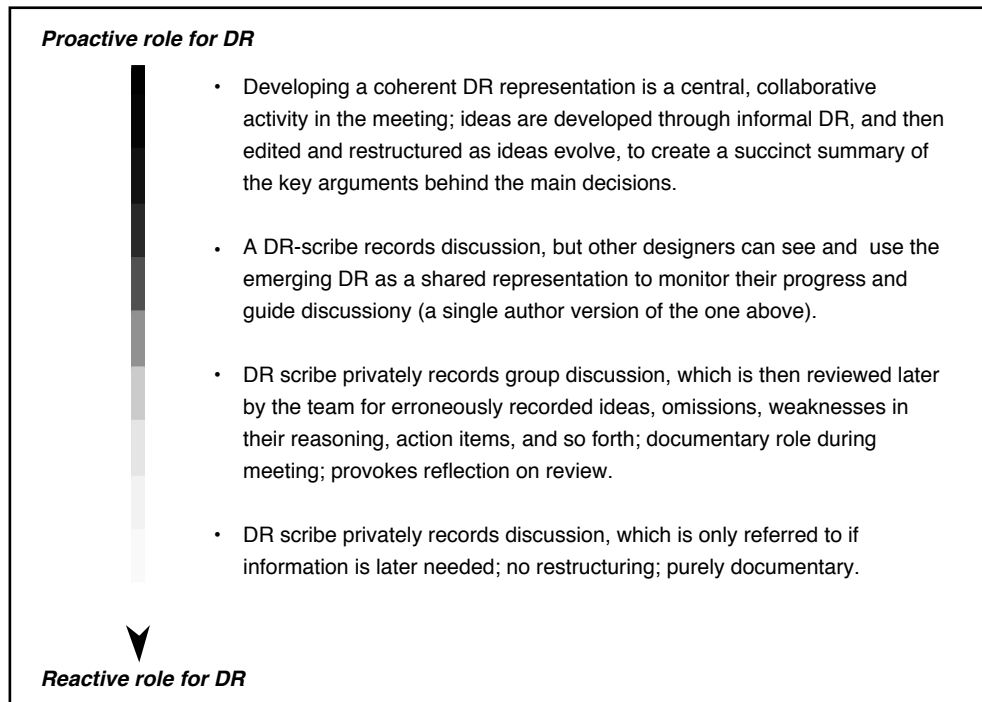 Proactive role for DR
• Developing a coherent DR representation is a central, collaborative
activity in the meeting; ideas are developed through informal DR, and then
edited and restructured as ideas evolve, to create a succinct summary of
the key arguments behind the main decisions.
• A DR-scribe records discussion, but other designers can see and  use the
emerging DR as a shared representation to monitor their progress and
guide discussiony (a single author version of the one above).
• DR scribe privately records group discussion, which is then reviewed later
by the team for erroneously recorded ideas, omissions, weaknesses in
their reasoning, action items, and so forth; documentary role during
meeting; provokes reflection on review.
• DR scribe privately records discussion, which is only referred to if
information is later needed; no restructuring; purely documentary.
Reactive role for DR